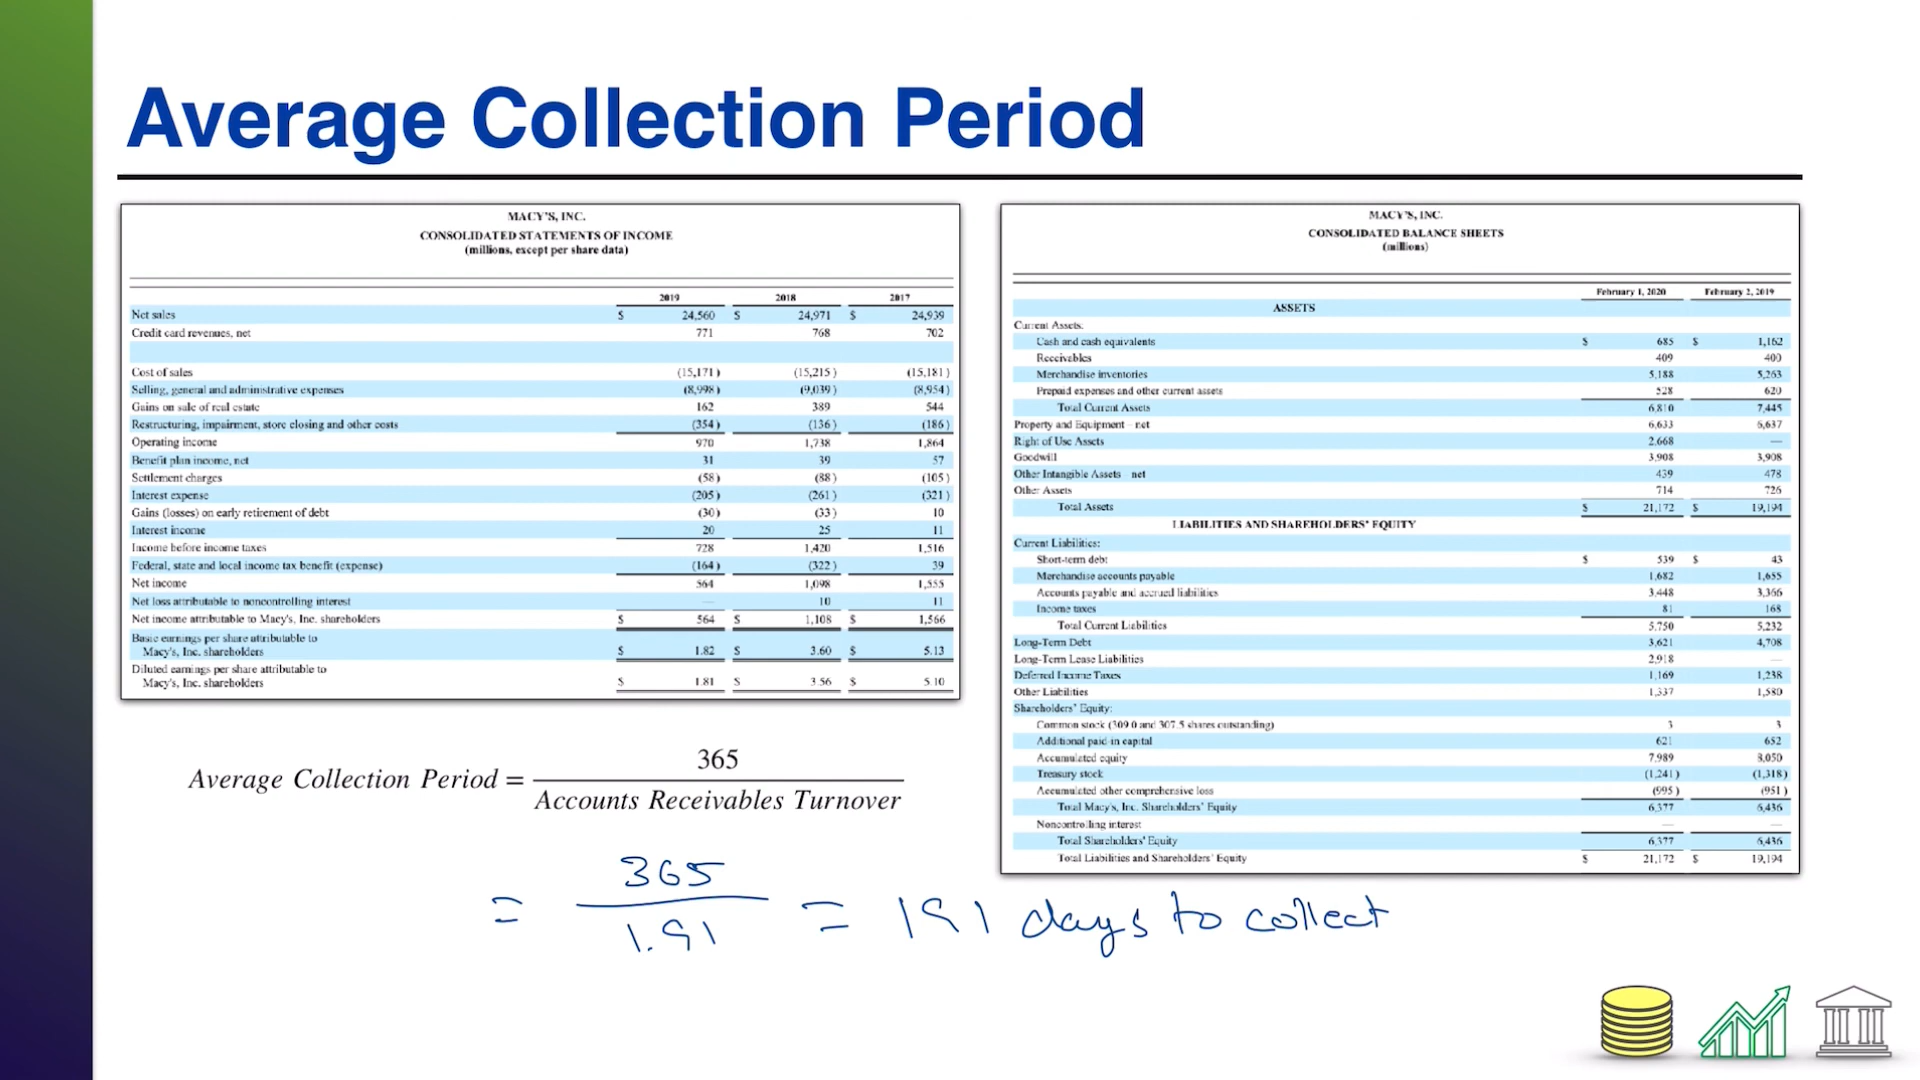 Average Collection Period
MACY'S, INC.
CONSOLIDATED STATEMENTS OF INCOME
(millions, except per share data)
2019 2018 2017
Net sales $ 24,560 $ 24,971 $ 24,939
Credit card revenues, net 771 768 702
Cost of sales (15,171) (15,215) (15,181)
Selling, general and administrative expenses (8,998) (9,039) (8,954)
Gains on sale of real estate 162 389 544
Restructuring, impairment, store closing and other costs (354) (136) (186)
Operating income 970 1,738 1,864
Benefit plan income, net 31 39 57
Settlement charges (58) (88) (105)
Interest expense (205) (261) (321)
Gains (losses) on early retirement of debt (30) (33) 10
Interest income 20 25 11
Income before income taxes 728 1,420 1,516
Federal, state and local income tax benefit (expense) (164) (322) 39
Net income 564 1,098 1,555
Net loss attributable to noncontrolling interest — 10 11
Net income attributable to Macy's, Inc. shareholders $ 564 $ 1,108 $ 1,566
Basic earnings per share attributable to
Macy's, Inc. shareholders $ 1.82 $ 3.60 $ 5.13
Diluted earnings per share attributable to
Macy's, Inc. shareholders $ 1.81 $ 3.56 $ 5.10
MACY'S, INC.
CONSOLIDATED BALANCE SHEETS
(millions)
February 1, 2020 February 2, 2019
ASSETS
Current Assets:
Cash and cash equivalents $ 685 $ 1,162
Receivables 409 400
Merchandise inventories 5,188 5,263
Prepaid expenses and other current assets 528 620
Total Current Assets 6,810 7,445
Property and Equipment – net 6,633 6,637
Right of Use Assets 2,668 —
Goodwill 3,908 3,908
Other Intangible Assets – net 439 478
Other Assets 714 726
Total Assets $ 21,172 $ 19,194
LIABILITIES AND SHAREHOLDERS' EQUITY
Current Liabilities:
Short-term debt $ 539 $ 43
Merchandise accounts payable 1,682 1,655
Accounts payable and accrued liabilities 3,448 3,366
Income taxes 81 168
Total Current Liabilities 5,750 5,232
Long-Term Debt 3,621 4,708
Long-Term Lease Liabilities 2,918 —
Deferred Income Taxes 1,169 1,238
Other Liabilities 1,337 1,580
Shareholders' Equity:
Common stock (309.0 and 307.5 shares outstanding) 3 3
Additional paid-in capital 621 652
Accumulated equity 7,989 8,050
Treasury stock (1,241) (1,318)
Accumulated other comprehensive loss (995) (951)
Total Macy's, Inc. Shareholders' Equity 6,377 6,436
Noncontrolling interest — —
Total Shareholders' Equity 6,377 6,436
Total Liabilities and Shareholders' Equity $ 21,172 $ 19,194
365
Average Collection Period =
Accounts Receivables Turnover
365
= = 191 days to collect
1.91